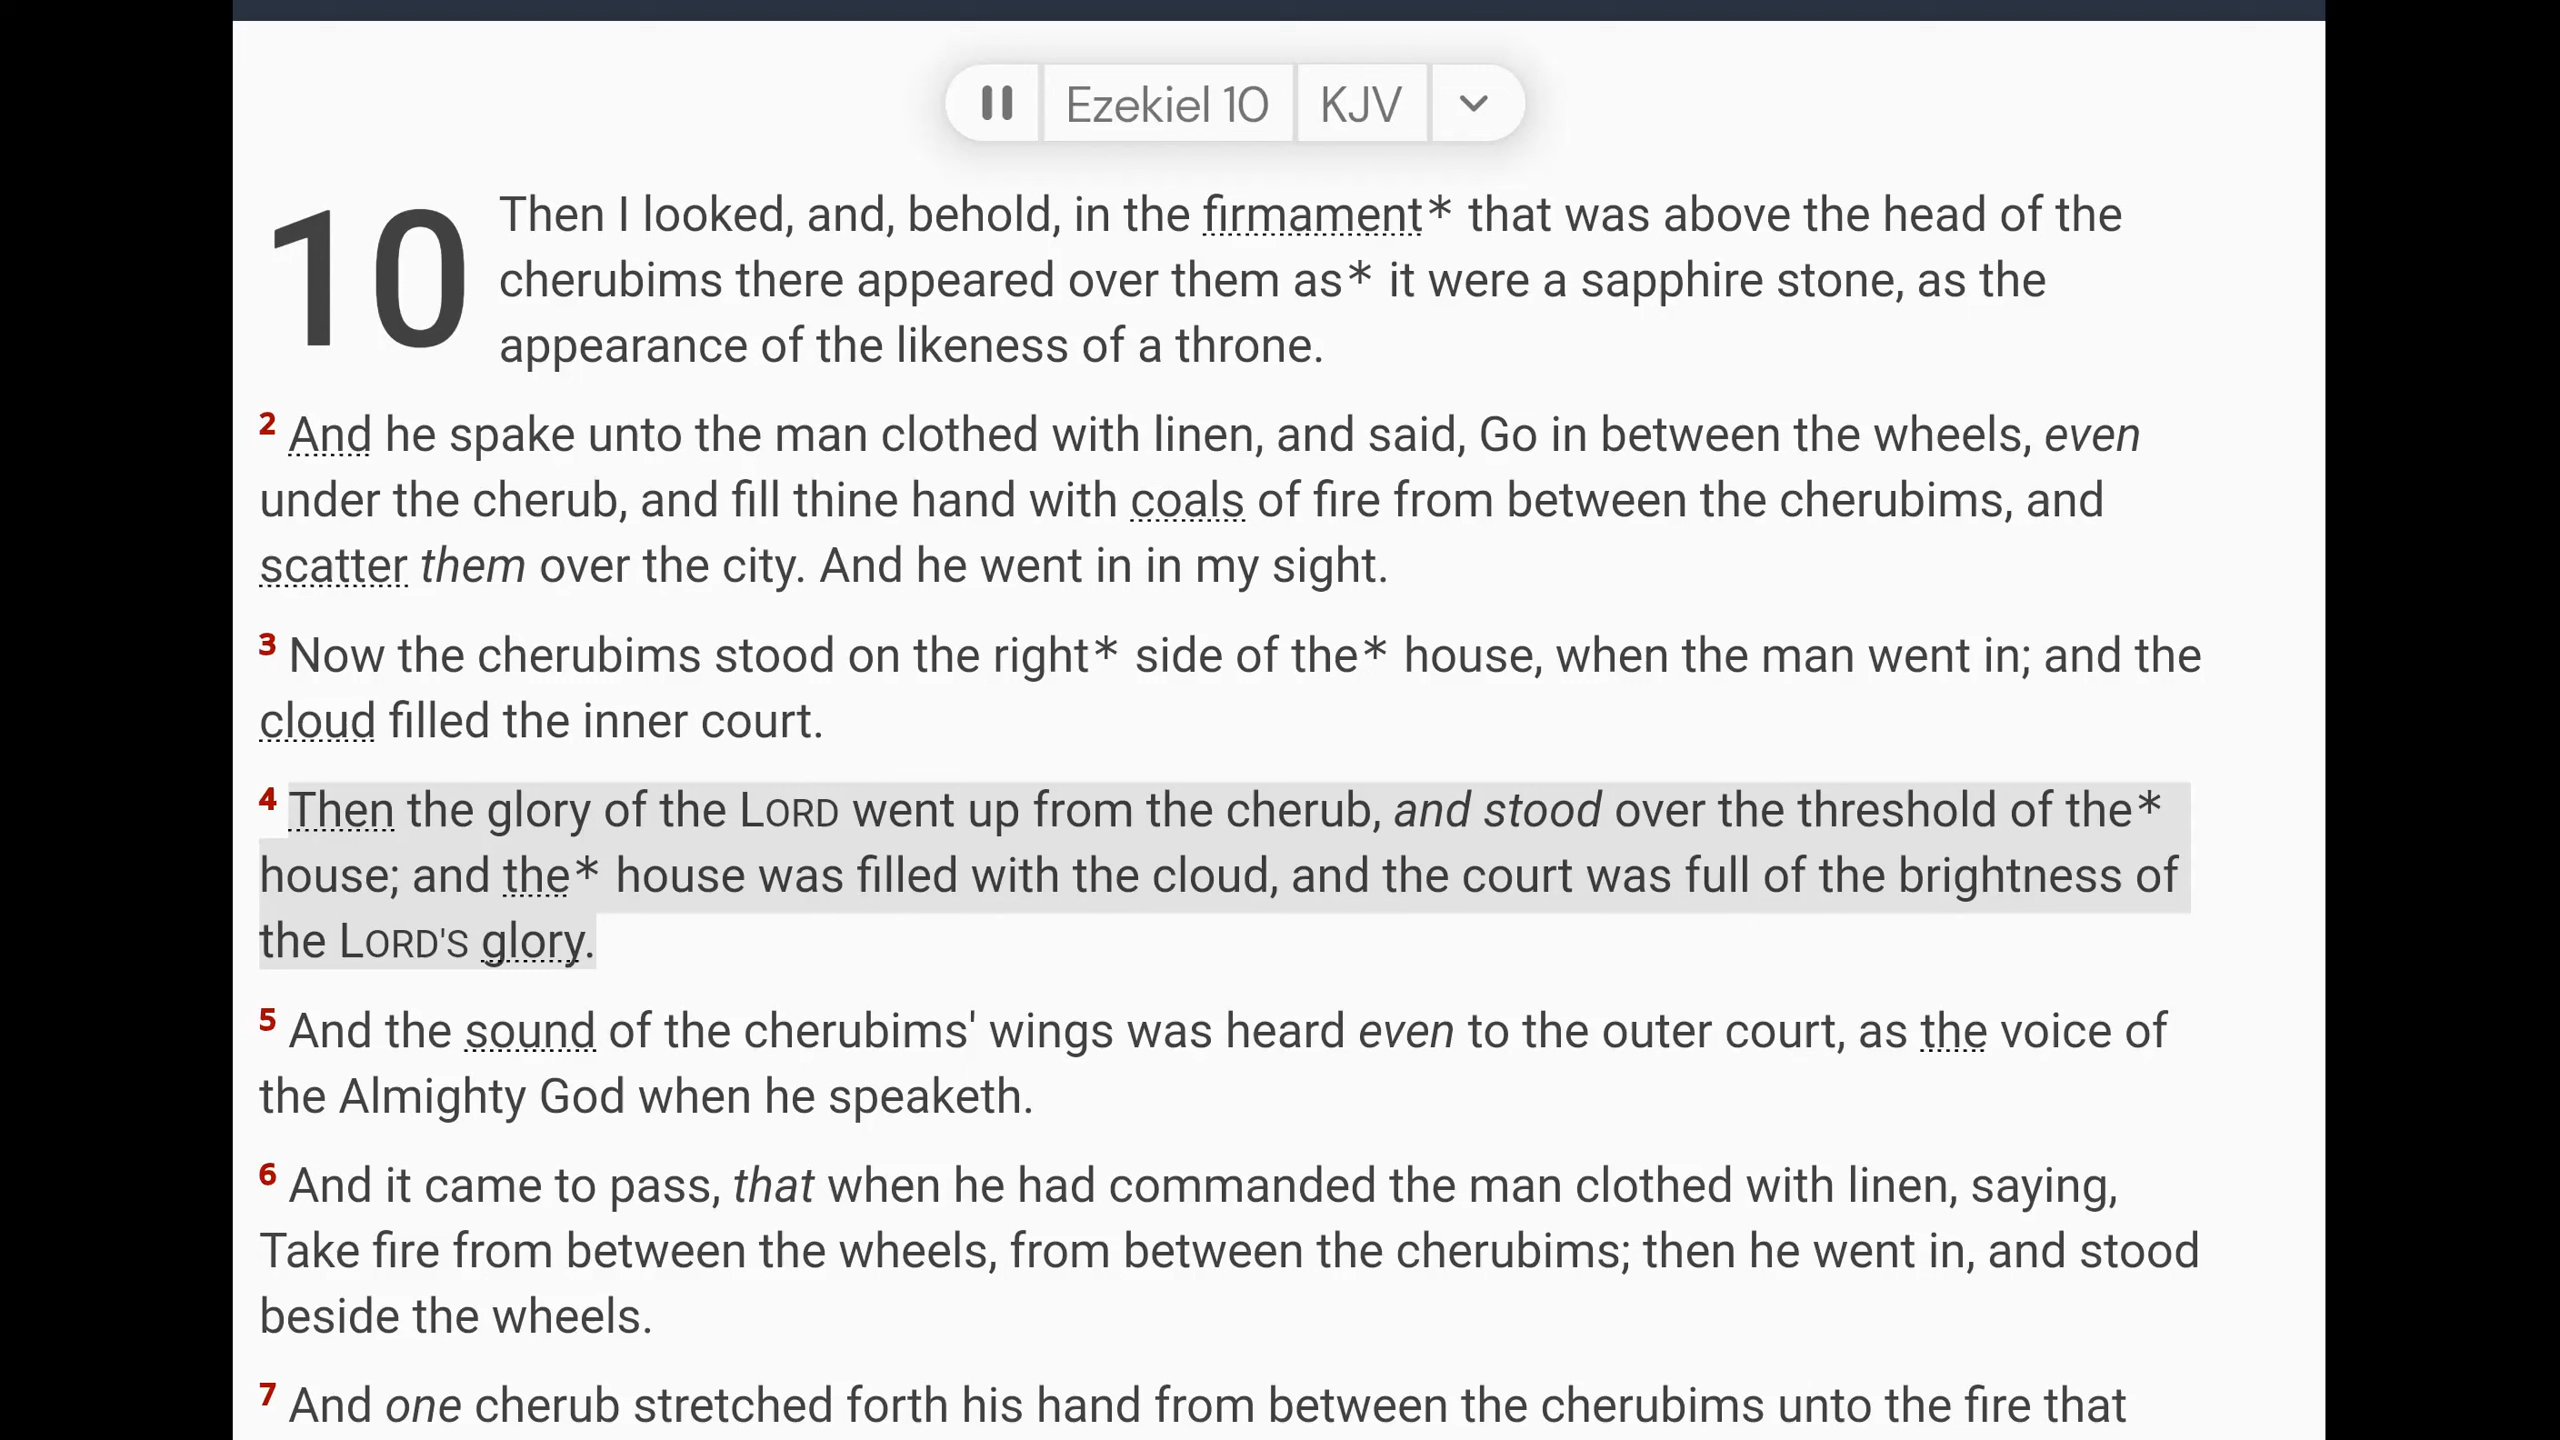 Ezekiel 10 KJV
10 Then I looked, and, behold, in the firmament* that was above the head of the
cherubims there appeared over them as* it were a sapphire stone, as the
appearance of the likeness of a throne.
2 And he spake unto the man clothed with linen, and said, Go in between the wheels, even
under the cherub, and fill thine hand with coals of fire from between the cherubims, and
scatter them over the city. And he went in in my sight.
3 Now the cherubims stood on the right* side of the* house, when the man went in; and the
cloud filled the inner court.
4 Then the glory of the LORD went up from the cherub, and stood over the threshold of the*
house; and the* house was filled with the cloud, and the court was full of the brightness of
the LORD'S glory.
5 And the sound of the cherubims' wings was heard even to the outer court, as the voice of
the Almighty God when he speaketh.
6 And it came to pass, that when he had commanded the man clothed with linen, saying,
Take fire from between the wheels, from between the cherubims; then he went in, and stood
beside the wheels.
7 And one cherub stretched forth his hand from between the cherubims unto the fire that